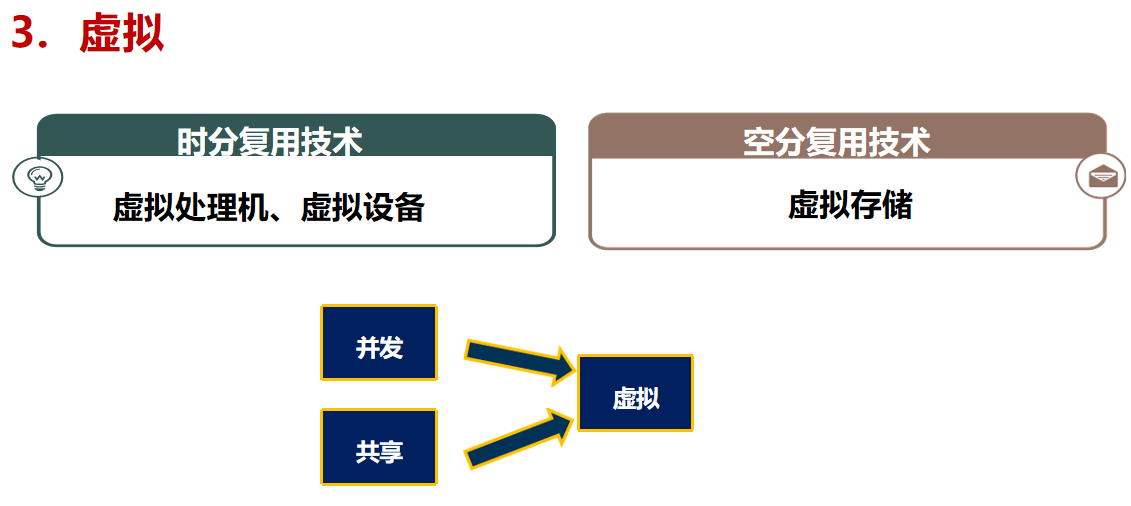 3. 虚拟
时分复用技术
虚拟处理机、虚拟设备
空分复用技术
虚拟存储
并发
共享
虚拟